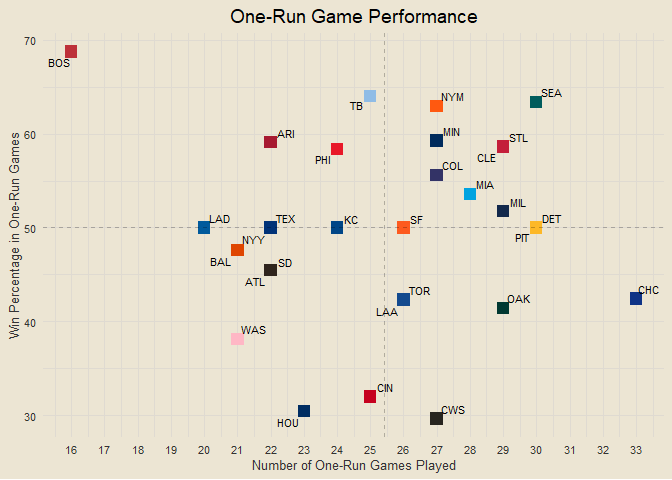 One-Run Game Performance
70
BOS
SEA
TB
NYM
60
ARI
MIN
STL
PHI
CLE
COL
MIA
MIL
50
LAD
TEX
KC
SF
DET
PIT
NYY
BAL
SD
ATL
40
TOR
LAA
OAK
CHC
WAS
30
CIN
HOU
CWS
Win Percentage in One-Run Games
16 17 18 19 20 21 22 23 24 25 26 27 28 29 30 31 32 33
Number of One-Run Games Played